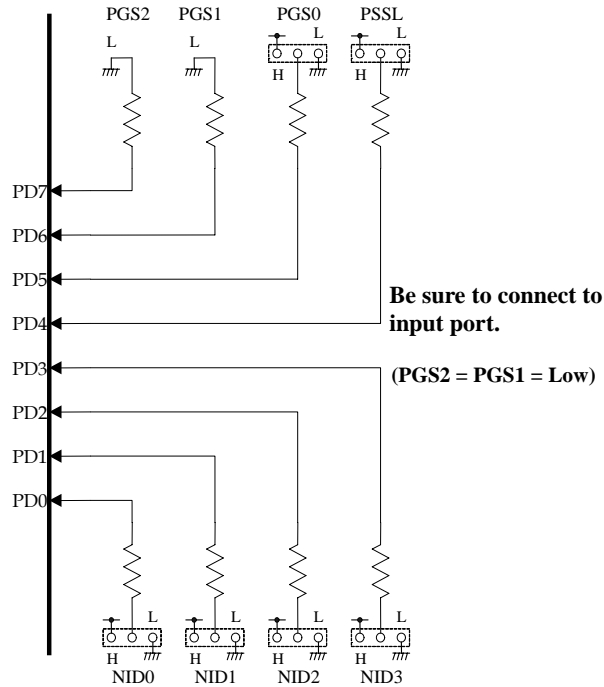 PGS2 PGS1 PGS0 PSSL
L L L L
H H
PD7
PD6
PD5
PD4
Be sure to connect to
input port.
PD3
(PGS2 = PGS1 = Low)
PD2
PD1
PD0
L L L L
H H H H
NID0 NID1 NID2 NID3